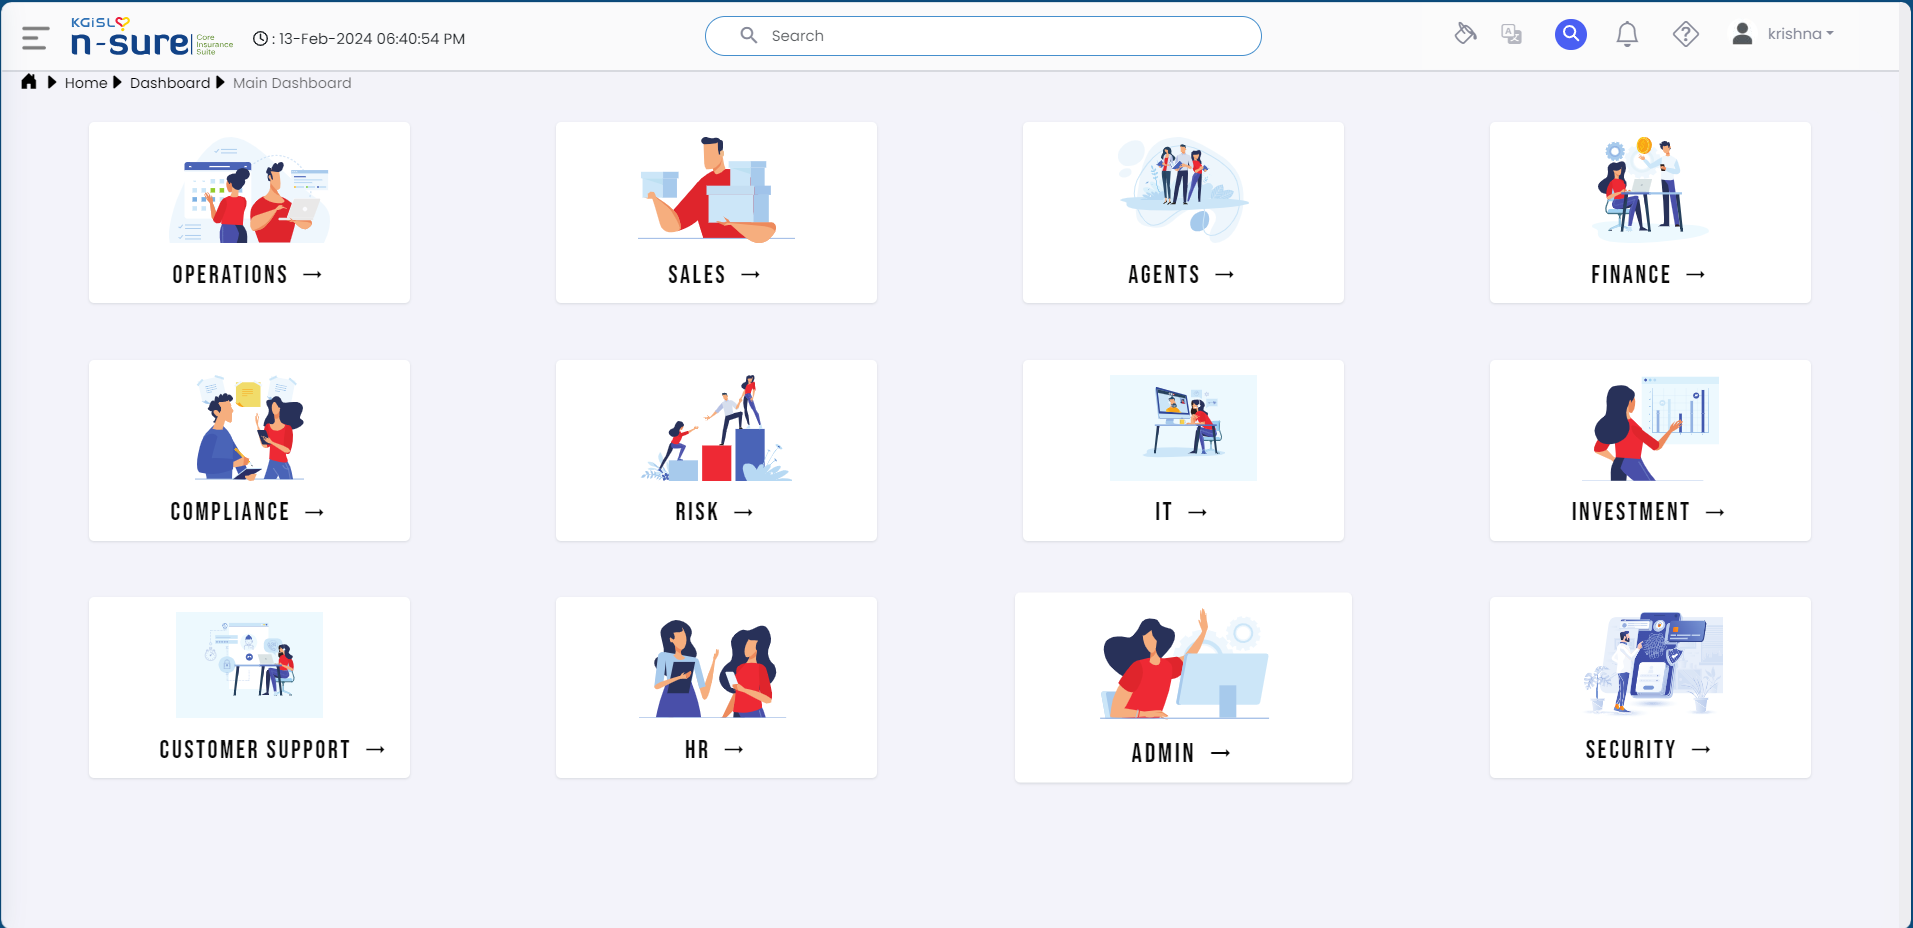 KGiSL
n-sure
Core
Insurance
Suite
: 13-Feb-2024 06:40:54 PM
Search
krishna
Home
Dashboard
Main Dashboard
OPERATIONS →
SALES →
AGENTS →
FINANCE →
COMPLIANCE →
RISK →
IT →
INVESTMENT →
CUSTOMER SUPPORT →
HR →
ADMIN →
SECURITY →